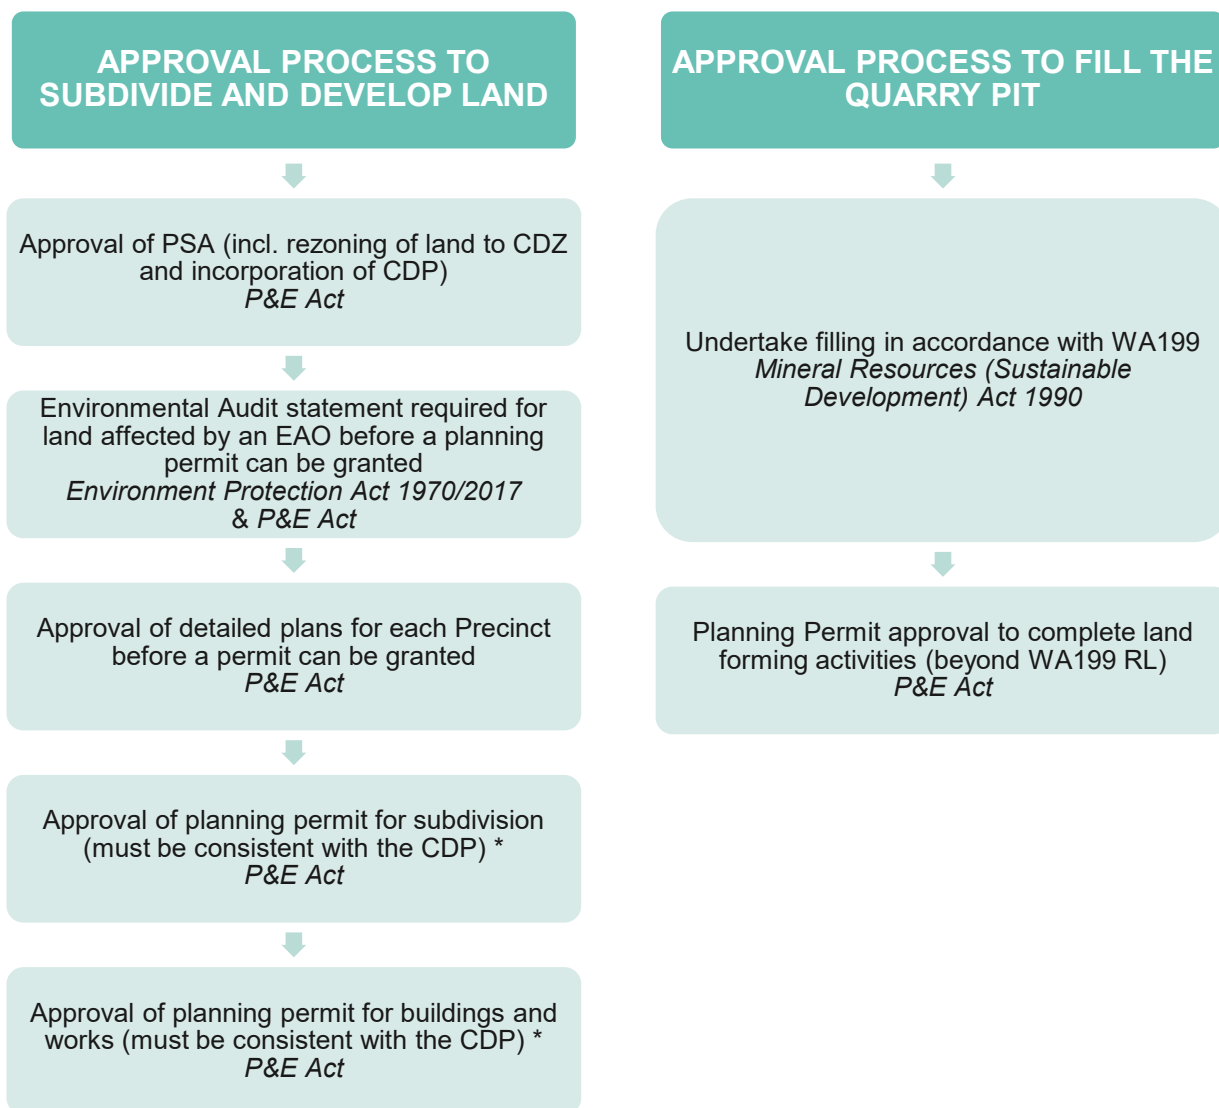 APPROVAL PROCESS TO
SUBDIVIDE AND DEVELOP LAND
Approval of PSA (incl. rezoning of land to CDZ
and incorporation of CDP)
P&E Act
Environmental Audit statement required for
land affected by an EAO before a planning
permit can be granted
Environment Protection Act 1970/2017
& P&E Act
Approval of detailed plans for each Precinct
before a permit can be granted
P&E Act
Approval of planning permit for subdivision
(must be consistent with the CDP) *
P&E Act
Approval of planning permit for buildings and
works (must be consistent with the CDP) *
P&E Act
APPROVAL PROCESS TO FILL THE
QUARRY PIT
Undertake filling in accordance with WA199
Mineral Resources (Sustainable
Development) Act 1990
Planning Permit approval to complete land
forming activities (beyond WA199 RL)
P&E Act